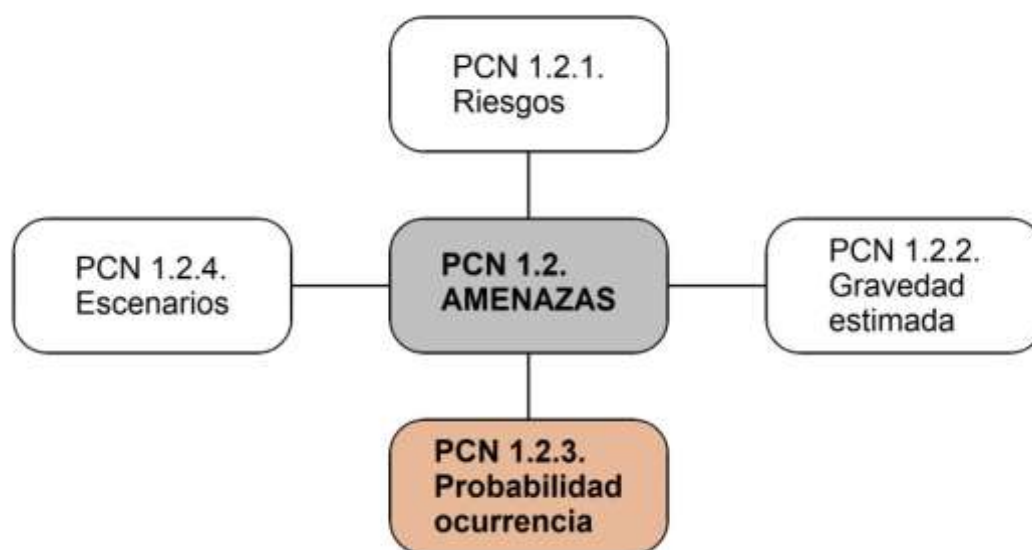 PCN 1.2.1.
Riesgos
PCN 1.2.4.
Escenarios
PCN 1.2.
AMENAZAS
PCN 1.2.2.
Gravedad
estimada
PCN 1.2.3.
Probabilidad
ocurrencia